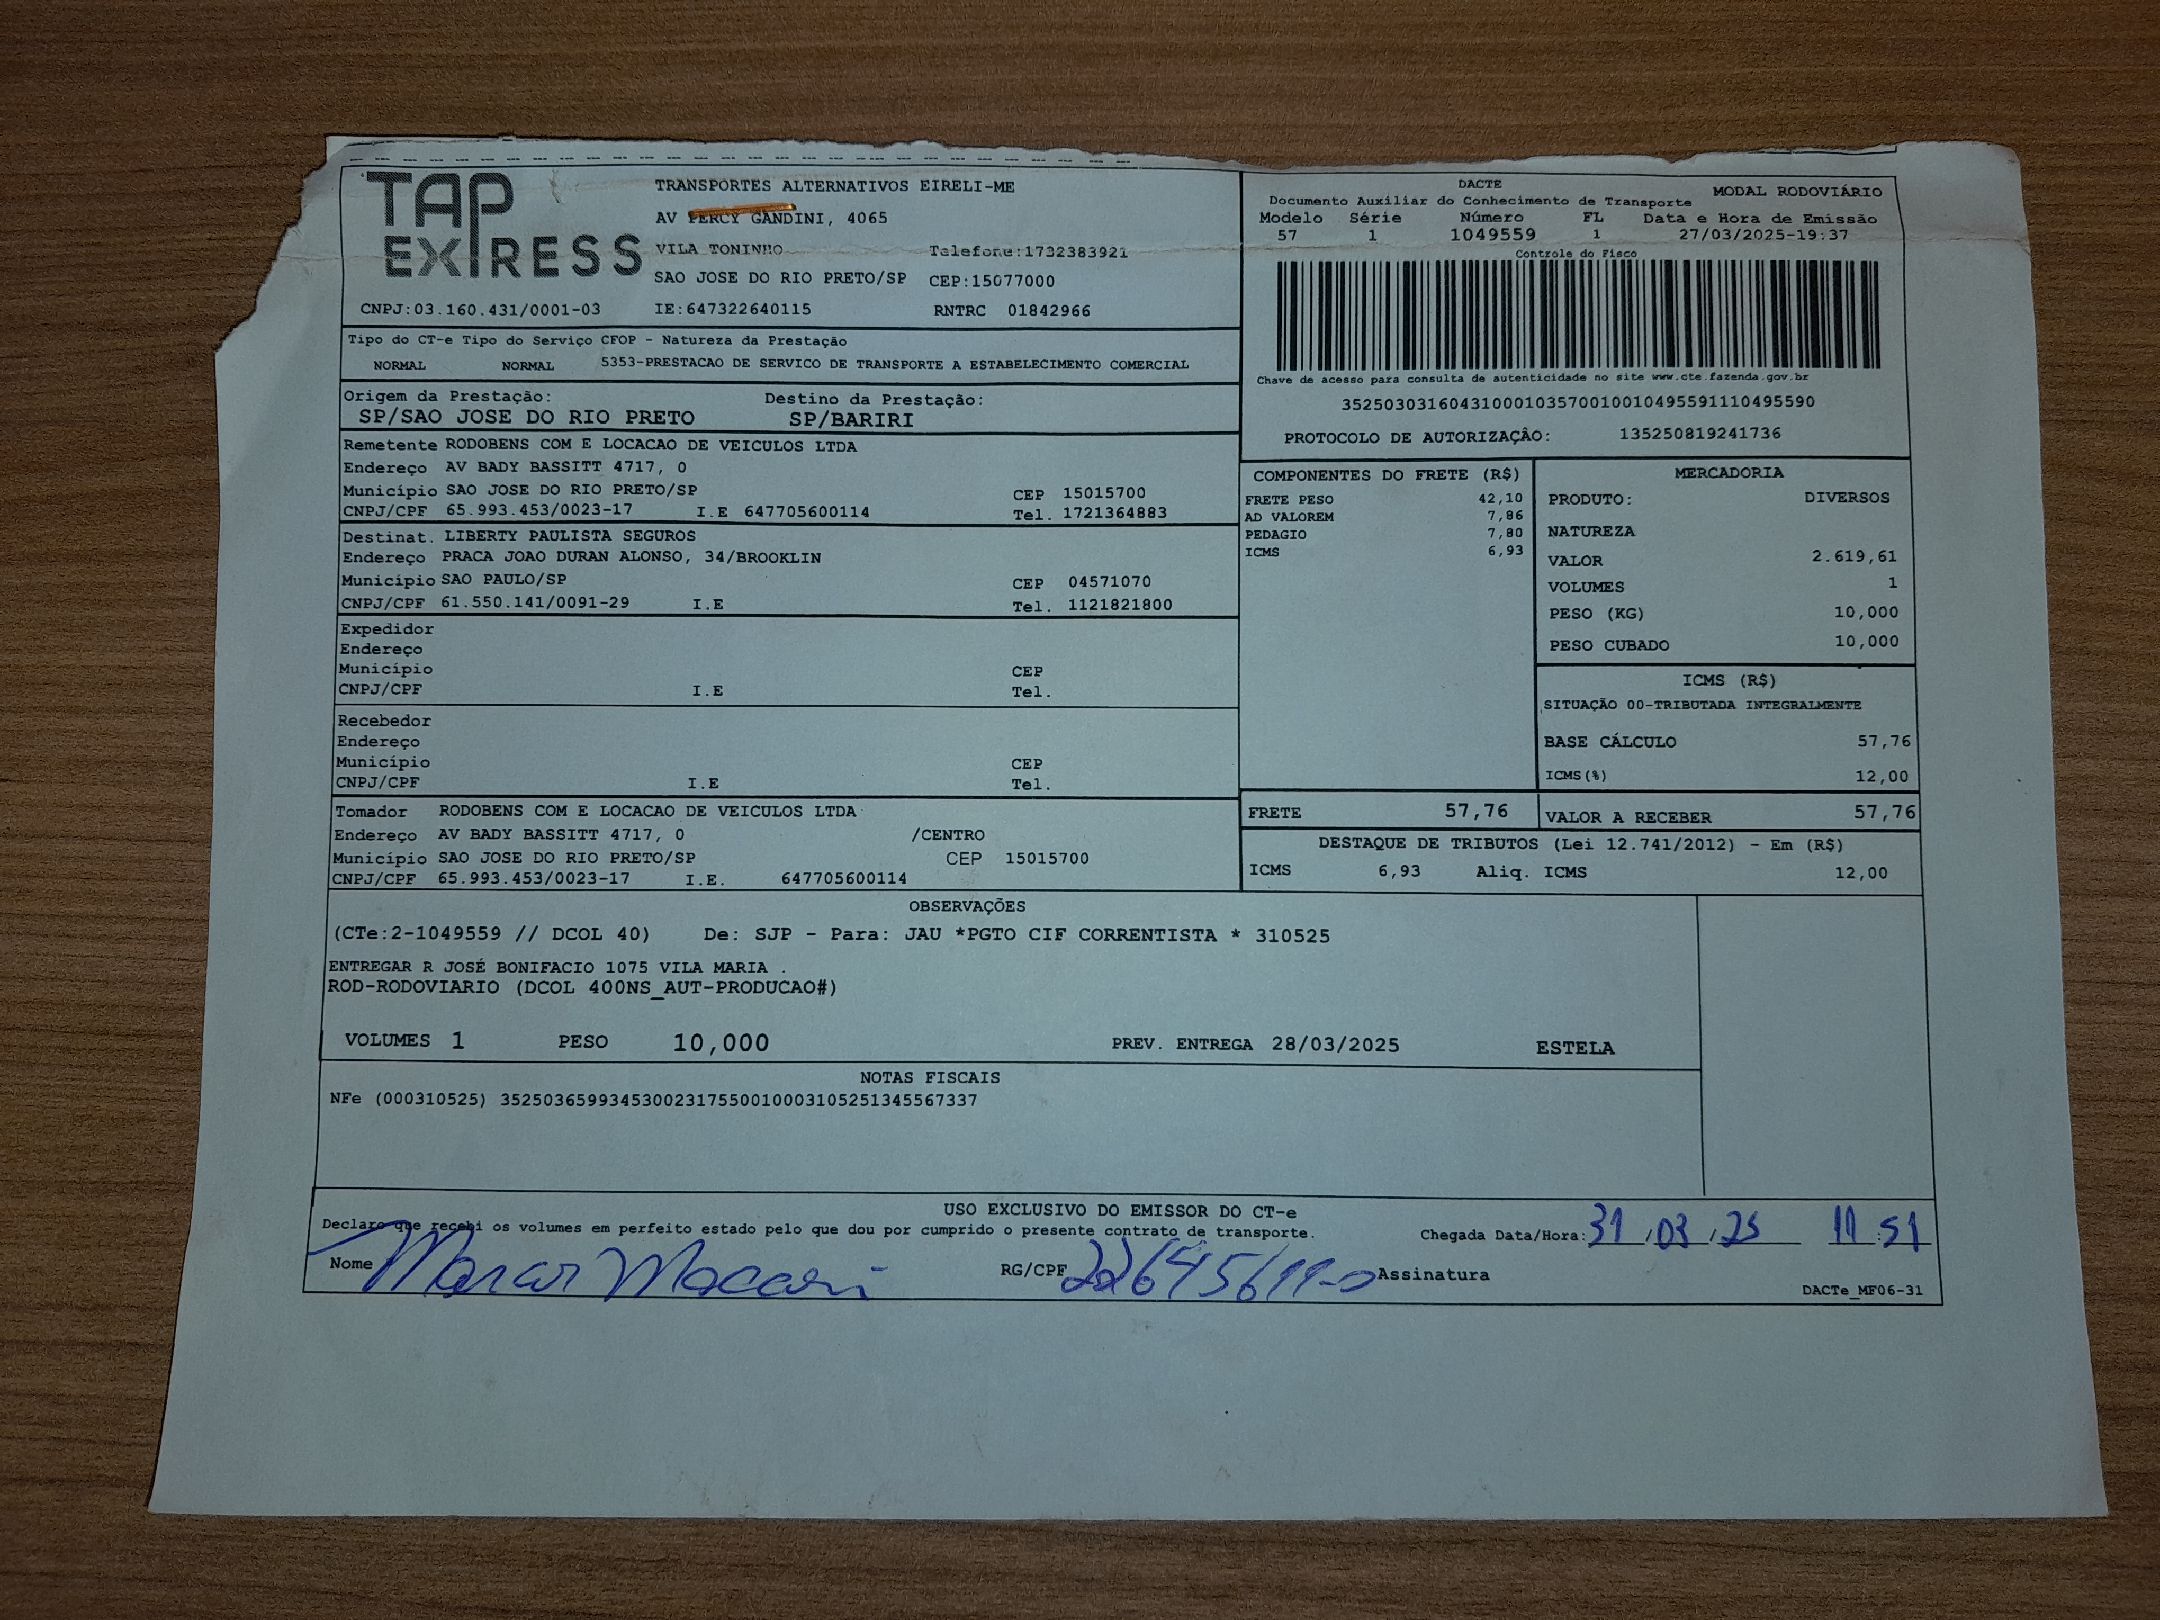 TAP EXPRESS
TRANSPORTES ALTERNATIVOS EIRELI-ME
AV PERCY GANDINI, 4065
VILA TONINHO Telefone:1732383921
SAO JOSE DO RIO PRETO/SP CEP:15077000
CNPJ:03.160.431/0001-03 IE:647322640115 RNTRC 01842966
DACTE MODAL RODOVIÁRIO
Documento Auxiliar do Conhecimento de Transporte
Modelo Série Número FL Data e Hora de Emissão
57 1 1049559 1 27/03/2025-19:37
Controle do Fisco
Chave de acesso para consulta de autenticidade no site www.cte.fazenda.gov.br
35250303160431000103570010010495591110495590
PROTOCOLO DE AUTORIZAÇÃO: 135250819241736
Tipo do CT-e Tipo do Serviço CFOP - Natureza da Prestação
NORMAL NORMAL 5353-PRESTACAO DE SERVICO DE TRANSPORTE A ESTABELECIMENTO COMERCIAL
Origem da Prestação: Destino da Prestação:
SP/SAO JOSE DO RIO PRETO SP/BARIRI
Remetente RODOBENS COM E LOCACAO DE VEICULOS LTDA
Endereço AV BADY BASSITT 4717, 0
Município SAO JOSE DO RIO PRETO/SP CEP 15015700
CNPJ/CPF 65.993.453/0023-17 I.E 647705600114 Tel. 1721364883
Destinat. LIBERTY PAULISTA SEGUROS
Endereço PRACA JOAO DURAN ALONSO, 34/BROOKLIN
Município SAO PAULO/SP CEP 04571070
CNPJ/CPF 61.550.141/0091-29 I.E Tel. 1121821800
Expedidor
Endereço
Município CEP
CNPJ/CPF I.E Tel.
Recebedor
Endereço
Município CEP
CNPJ/CPF I.E Tel.
Tomador RODOBENS COM E LOCACAO DE VEICULOS LTDA
Endereço AV BADY BASSITT 4717, 0 /CENTRO
Município SAO JOSE DO RIO PRETO/SP CEP 15015700
CNPJ/CPF 65.993.453/0023-17 I.E. 647705600114
COMPONENTES DO FRETE (R$)
FRETE PESO 42,10
AD VALOREM 7,86
PEDAGIO 7,80
ICMS 6,93
MERCADORIA
PRODUTO: DIVERSOS
NATUREZA
VALOR 2.619,61
VOLUMES 1
PESO (KG) 10,000
PESO CUBADO 10,000
ICMS (R$)
SITUAÇÃO 00-TRIBUTADA INTEGRALMENTE
BASE CÁLCULO 57,76
ICMS(%) 12,00
FRETE 57,76 VALOR A RECEBER 57,76
DESTAQUE DE TRIBUTOS (Lei 12.741/2012) - Em (R$)
ICMS 6,93 Aliq. ICMS 12,00
OBSERVAÇÕES
(CTe:2-1049559 // DCOL 40) De: SJP - Para: JAU *PGTO CIF CORRENTISTA * 310525
ENTREGAR R JOSÉ BONIFACIO 1075 VILA MARIA .
ROD-RODOVIARIO (DCOL 400NS_AUT-PRODUCAO#)
VOLUMES 1 PESO 10,000 PREV. ENTREGA 28/03/2025 ESTELA
NOTAS FISCAIS
NFe (000310525) 35250365993453002317550010003105251345567337
USO EXCLUSIVO DO EMISSOR DO CT-e
Declaro que recebi os volumes em perfeito estado pelo que dou por cumprido o presente contrato de transporte. Chegada Data/Hora: 31/03/25 11:51
Nome RG/CPF Assinatura
DACTe_MF06-31